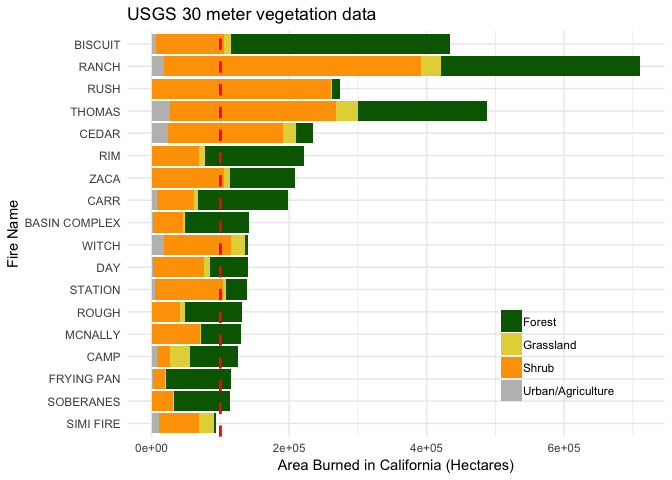 USGS 30 meter vegetation data
BISCUIT
RANCH
RUSH
THOMAS
CEDAR
RIM
ZACA
CARR
BASIN COMPLEX
WITCH
DAY
STATION
ROUGH
MCNALLY
CAMP
FRYING PAN
SOBERANES
SIMI FIRE
Fire Name
Forest
Grassland
Shrub
Urban/Agriculture
0e+00 2e+05 4e+05 6e+05
Area Burned in California (Hectares)